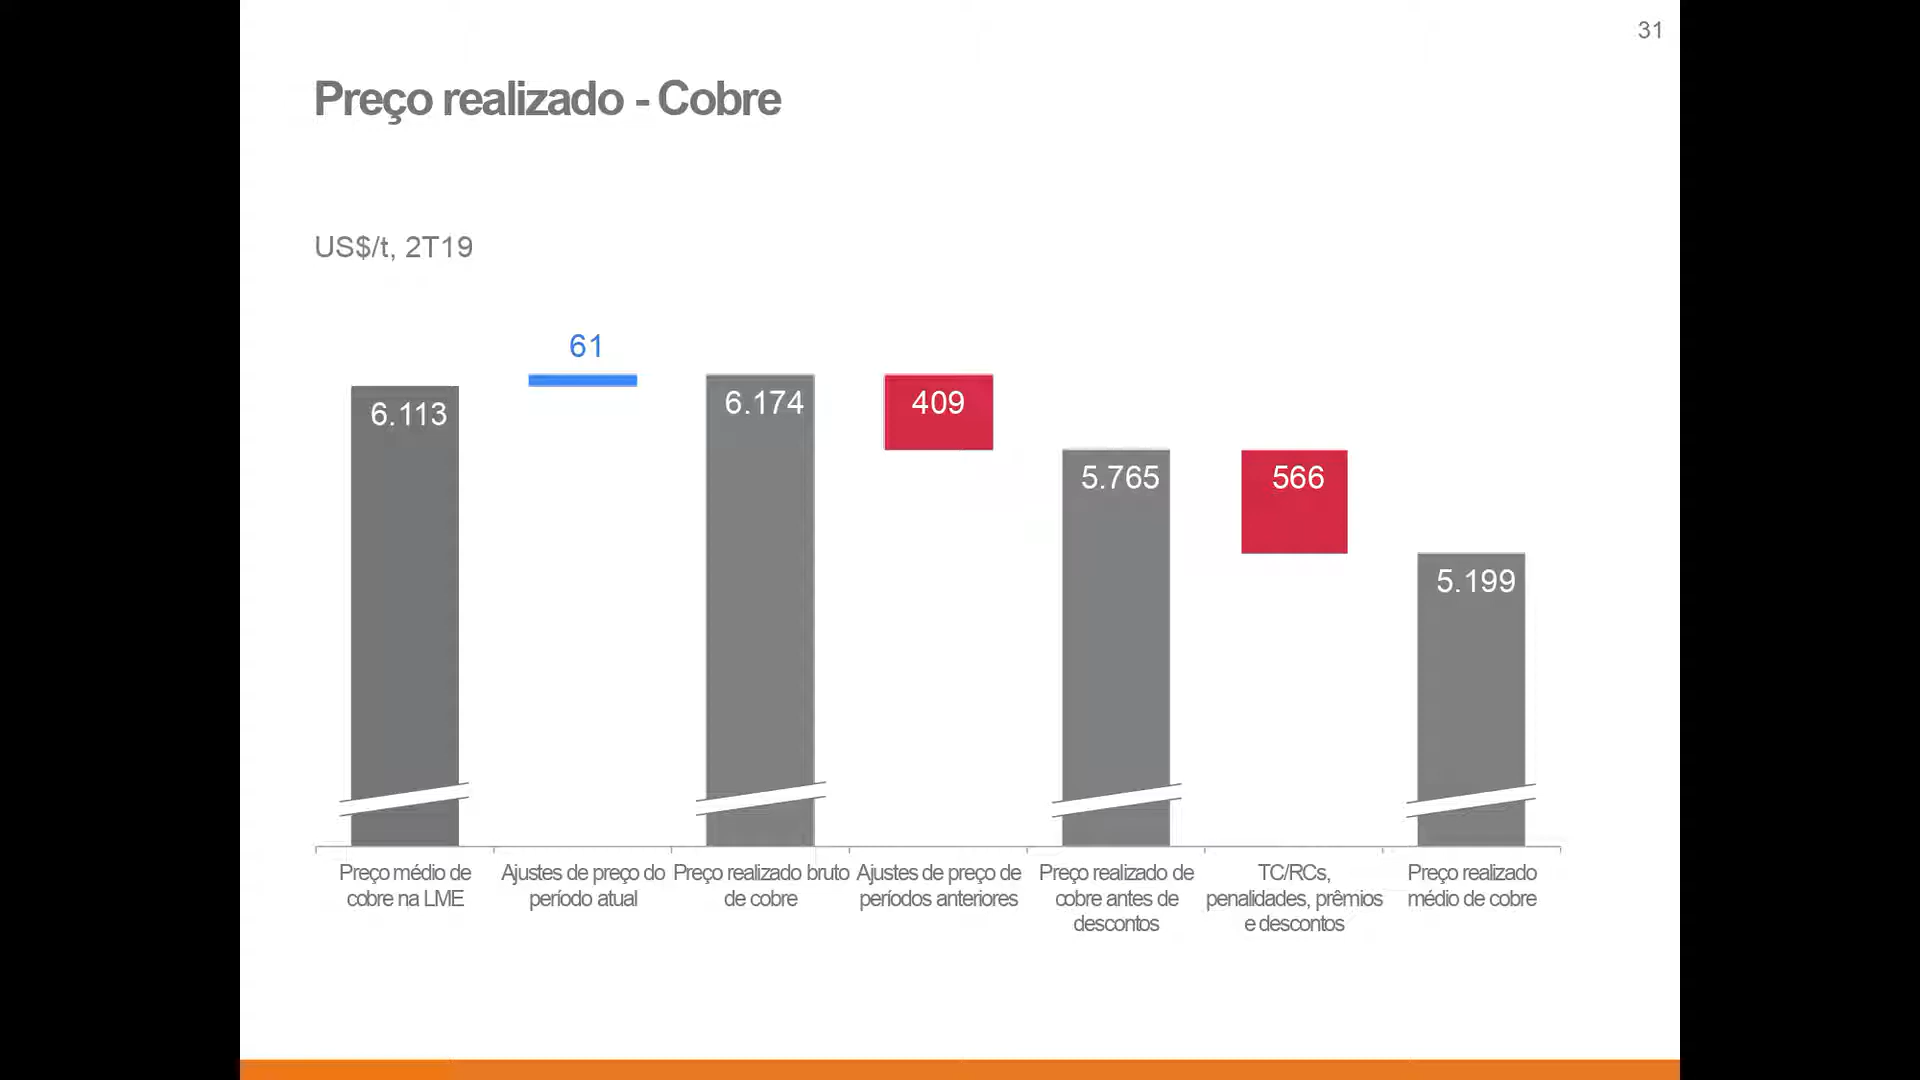 31
Preço realizado - Cobre
US$/t, 2T19
61
6.113
6.174
409
5.765
566
5.199
Preço médio de
cobre na LME
Ajustes de preço do
período atual
Preço realizado bruto
de cobre
Ajustes de preço de
períodos anteriores
Preço realizado de
cobre antes de
descontos
TC/RCs,
penalidades, prêmios
e descontos
Preço realizado
médio de cobre